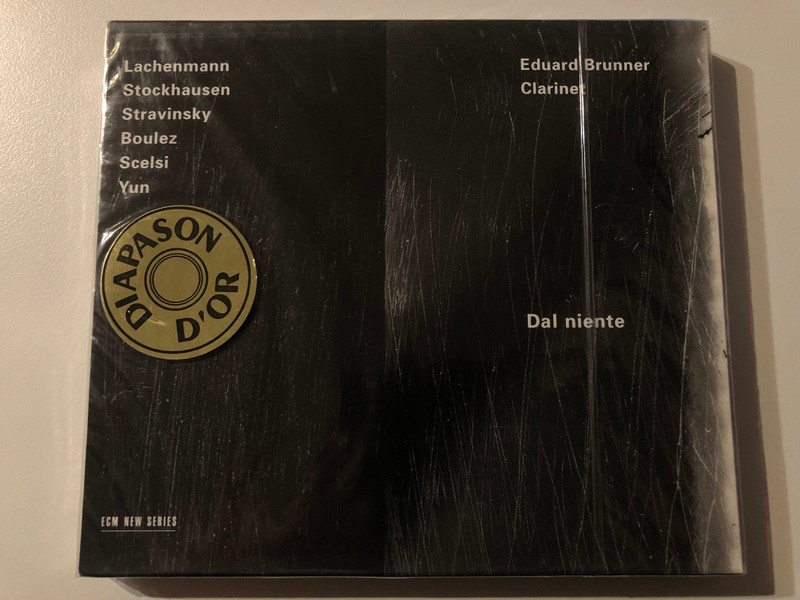 Lachenmann
Stockhausen
Stravinsky
Boulez
Scelsi
Yun
Eduard Brunner
Clarinet
DIAPASON
D'OR
Dal niente
ECM NEW SERIES